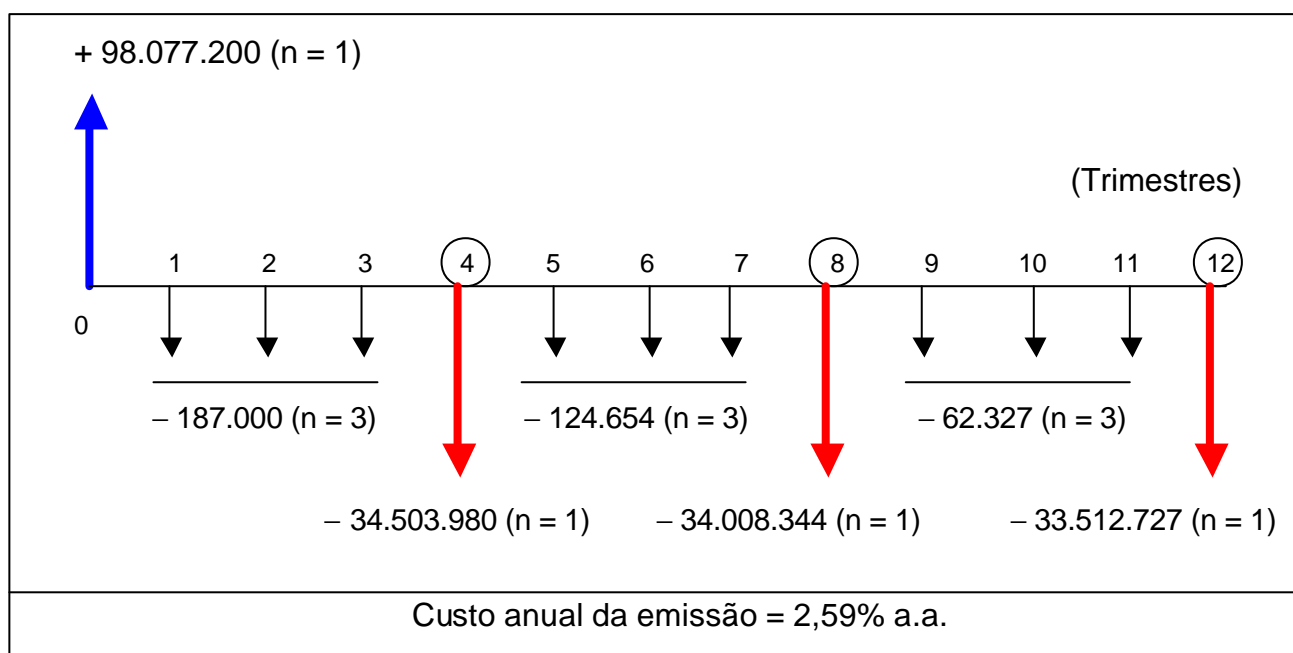 + 98.077.200 (n = 1)
(Trimestres)
1 2 3 4 5 6 7 8 9 10 11 12
0
– 187.000 (n = 3) – 124.654 (n = 3) – 62.327 (n = 3)
– 34.503.980 (n = 1) – 34.008.344 (n = 1) – 33.512.727 (n = 1)
Custo anual da emissão = 2,59% a.a.